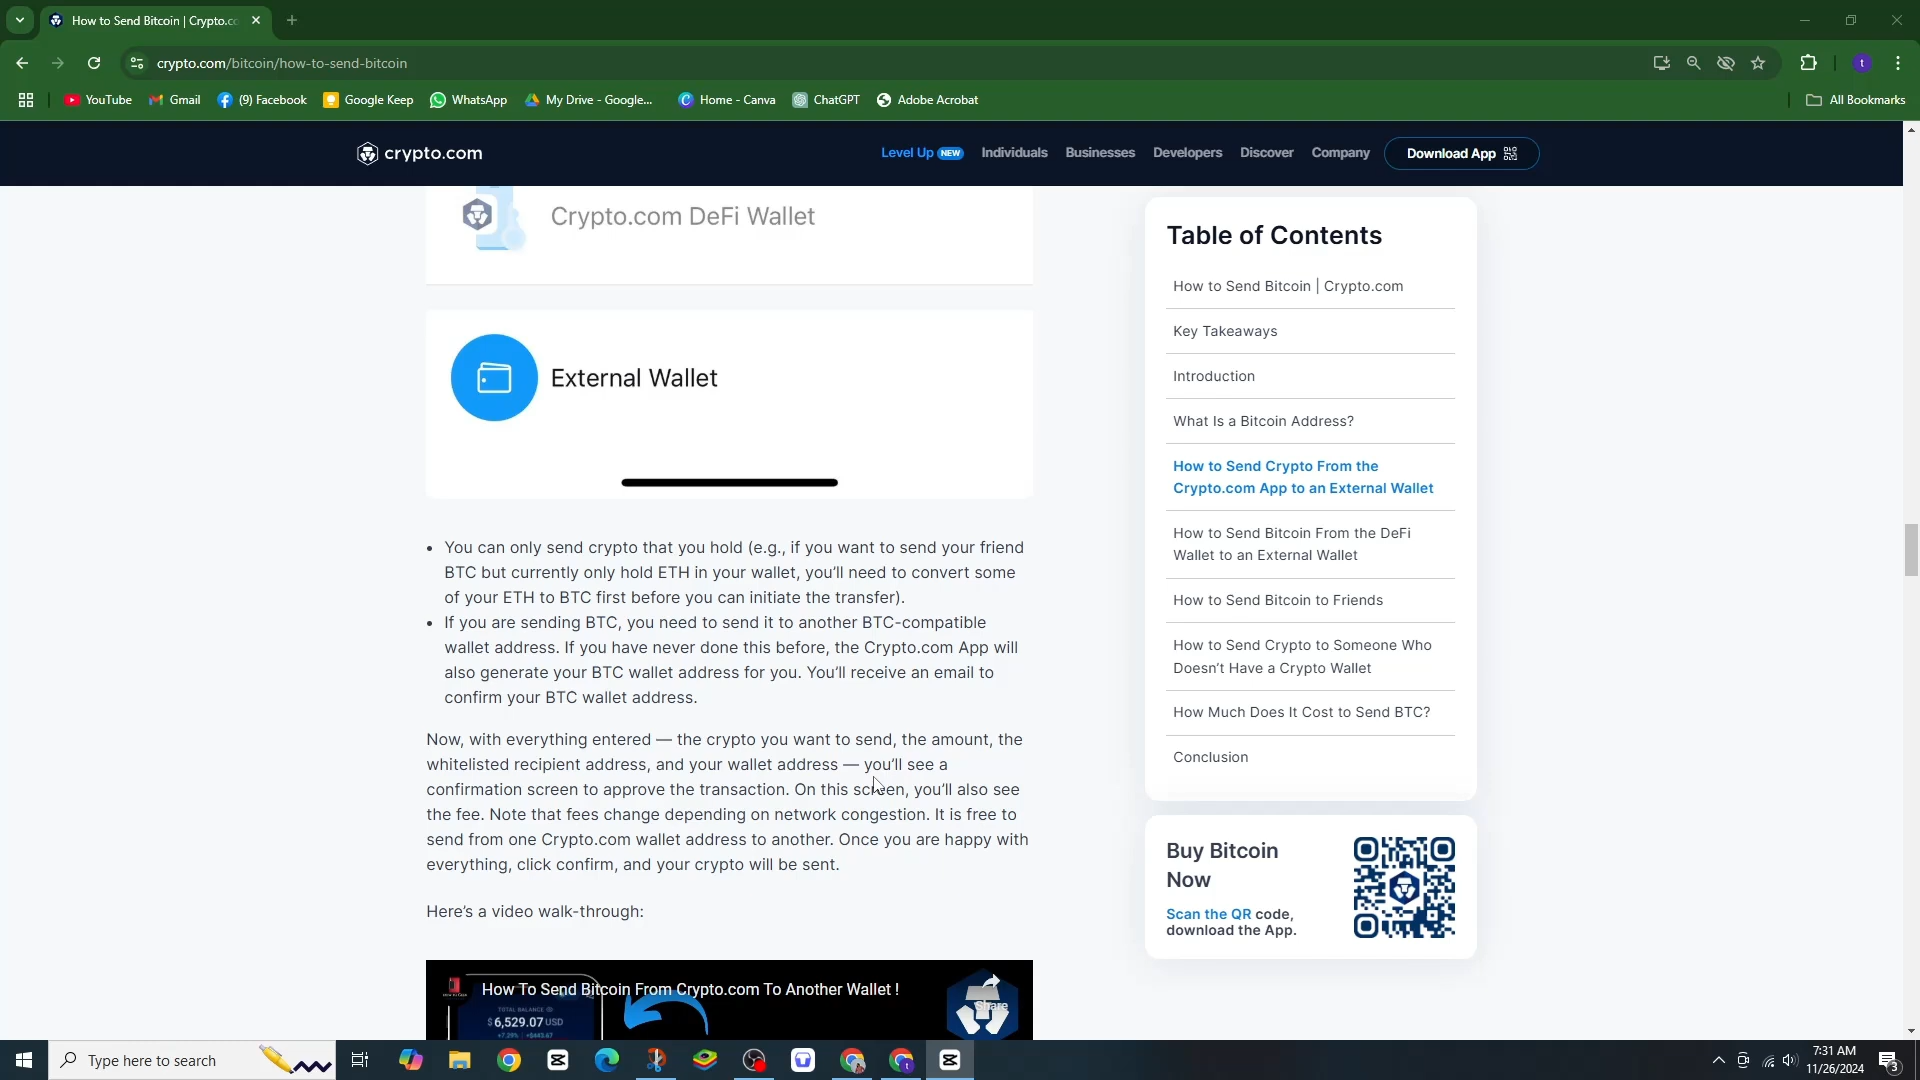 How to Send Bitcoin | Crypto.co
crypto.com/bitcoin/how-to-send-bitcoin
t
YouTube
Gmail
(9) Facebook
Google Keep
WhatsApp
My Drive - Google...
Home - Canva
ChatGPT
Adobe Acrobat
All Bookmarks
crypto.com
Level Up NEW
Individuals
Businesses
Developers
Discover
Company
Download App
Crypto.com DeFi Wallet
External Wallet
• You can only send crypto that you hold (e.g., if you want to send your friend
BTC but currently only hold ETH in your wallet, you’ll need to convert some
of your ETH to BTC first before you can initiate the transfer).
• If you are sending BTC, you need to send it to another BTC-compatible
wallet address. If you have never done this before, the Crypto.com App will
also generate your BTC wallet address for you. You’ll receive an email to
confirm your BTC wallet address.
Now, with everything entered — the crypto you want to send, the amount, the
whitelisted recipient address, and your wallet address — you’ll see a
confirmation screen to approve the transaction. On this screen, you’ll also see
the fee. Note that fees change depending on network congestion. It is free to
send from one Crypto.com wallet address to another. Once you are happy with
everything, click confirm, and your crypto will be sent.
Here’s a video walk-through:
How To Send Bitcoin From Crypto.com To Another Wallet !
Share
TOTAL BALANCE
$6,529.07 USD
Table of Contents
How to Send Bitcoin | Crypto.com
Key Takeaways
Introduction
What Is a Bitcoin Address?
How to Send Crypto From the
Crypto.com App to an External Wallet
How to Send Bitcoin From the DeFi
Wallet to an External Wallet
How to Send Bitcoin to Friends
How to Send Crypto to Someone Who
Doesn’t Have a Crypto Wallet
How Much Does It Cost to Send BTC?
Conclusion
Buy Bitcoin
Now
Scan the QR code,
download the App.
Type here to search
t
7:31 AM
11/26/2024
3